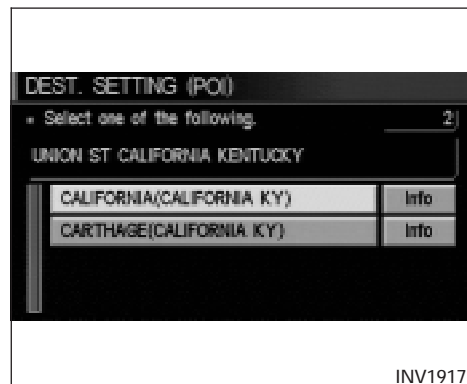 DEST. SETTING (POI)
Select one of the following. 2
UNION ST CALIFORNIA KENTUCKY
CALIFORNIA(CALIFORNIA KY) Info
CARTHAGE(CALIFORNIA KY) Info
INV1917